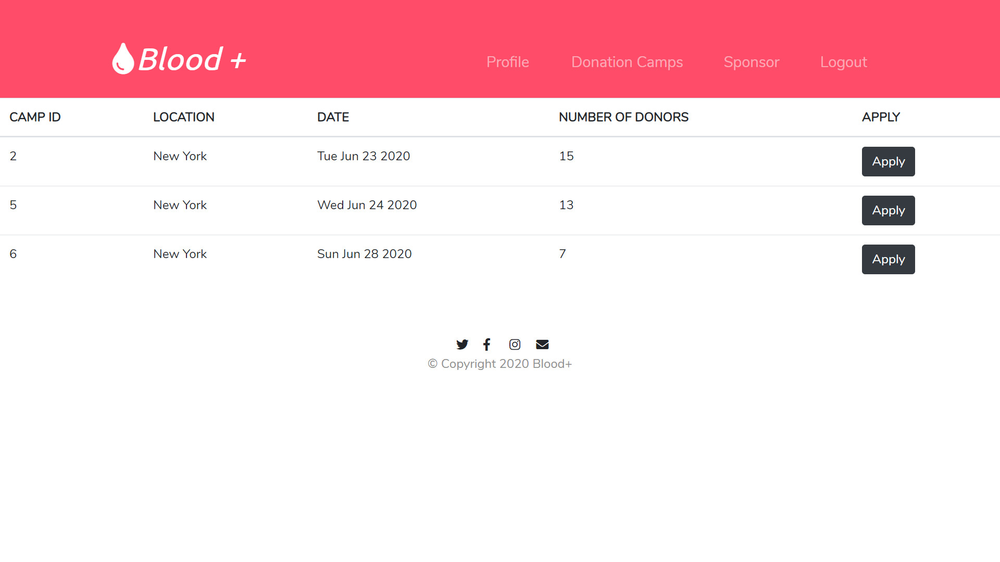 Blood +
Profile Donation Camps Sponsor Logout
CAMP ID LOCATION DATE NUMBER OF DONORS APPLY
2 New York Tue Jun 23 2020 15 Apply
5 New York Wed Jun 24 2020 13 Apply
6 New York Sun Jun 28 2020 7 Apply
© Copyright 2020 Blood+